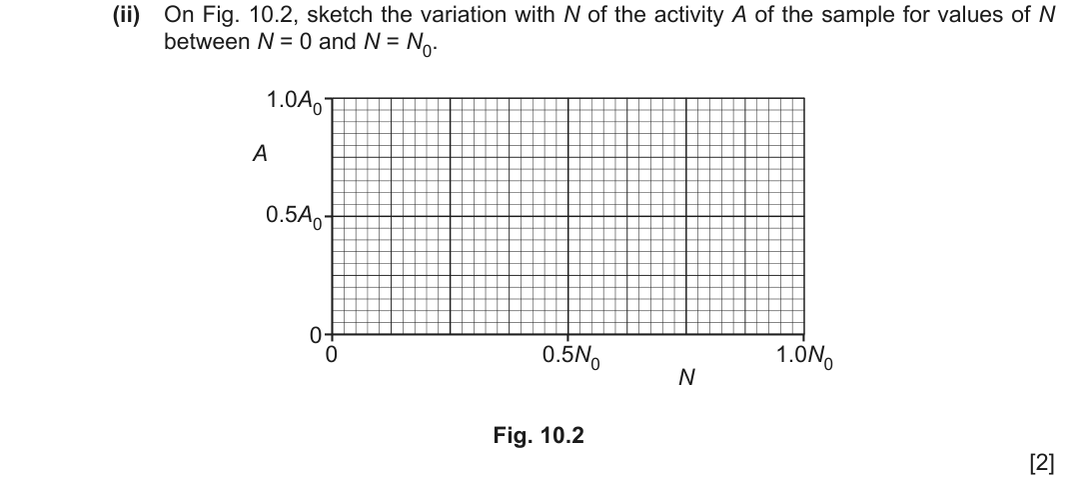 (ii) On Fig. 10.2, sketch the variation with N of the activity A of the sample for values of N
between N = 0 and N = N₀.
1.0A₀
A
0.5A₀
0
0
0.5N₀
1.0N₀
N
Fig. 10.2
[2]